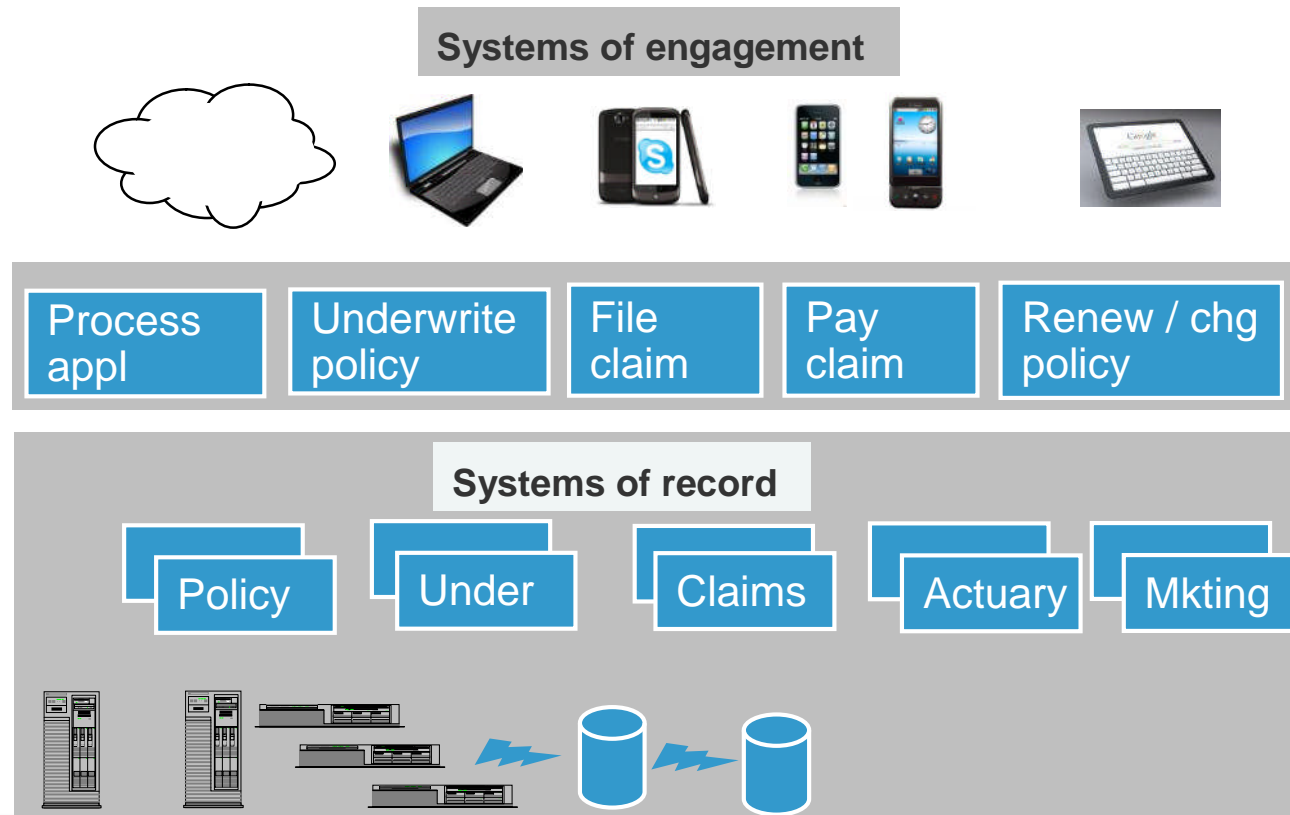 Systems of engagement
Google
Process
appl
Underwrite
policy
File
claim
Pay
claim
Renew / chg
policy
Systems of record
Policy
Under
Claims
Actuary
Mkting